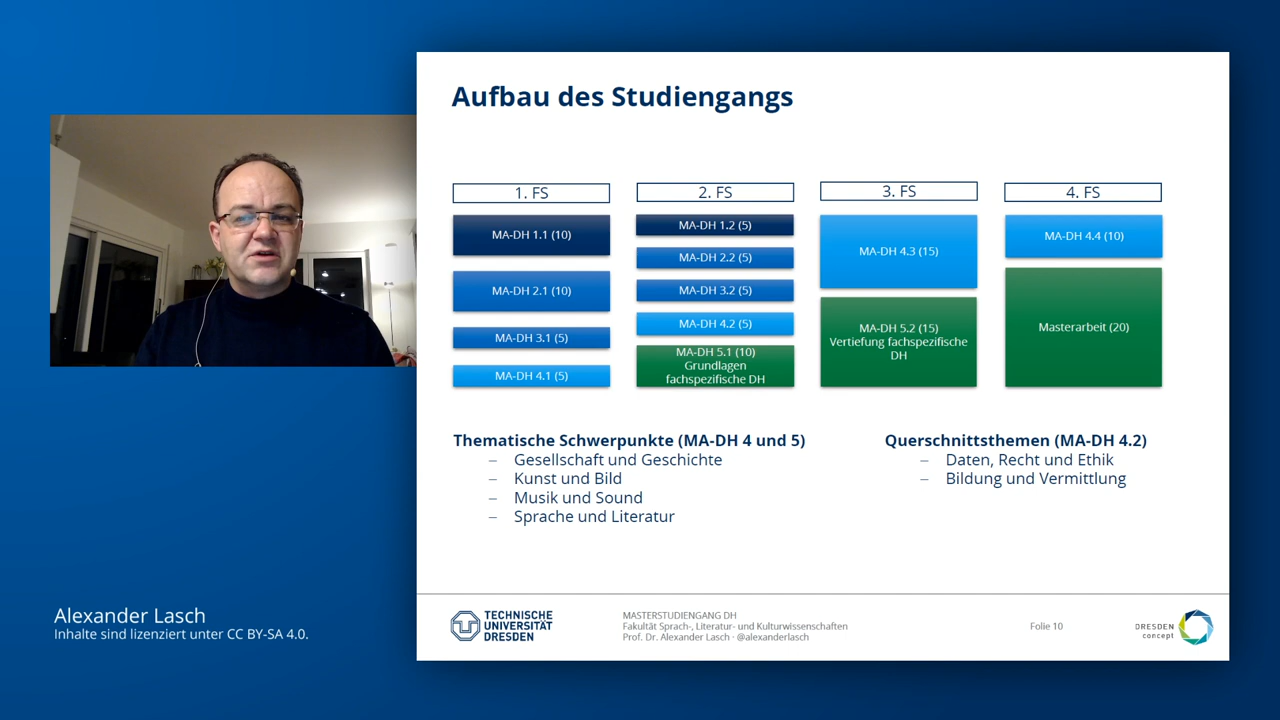 Aufbau des Studiengangs
1. FS
2. FS
3. FS
4. FS
MA-DH 1.1 (10)
MA-DH 2.1 (10)
MA-DH 3.1 (5)
MA-DH 4.1 (5)
MA-DH 1.2 (5)
MA-DH 2.2 (5)
MA-DH 3.2 (5)
MA-DH 4.2 (5)
MA-DH 5.1 (10)
Grundlagen
fachspezifische DH
MA-DH 4.3 (15)
MA-DH 5.2 (15)
Vertiefung fachspezifische
DH
MA-DH 4.4 (10)
Masterarbeit (20)
Thematische Schwerpunkte (MA-DH 4 und 5)
– Gesellschaft und Geschichte
– Kunst und Bild
– Musik und Sound
– Sprache und Literatur
Querschnittsthemen (MA-DH 4.2)
– Daten, Recht und Ethik
– Bildung und Vermittlung
Alexander Lasch
Inhalte sind lizenziert unter CC BY-SA 4.0.
TECHNISCHE
UNIVERSITÄT
DRESDEN
MASTERSTUDIENGANG DH
Fakultät Sprach-, Literatur- und Kulturwissenschaften
Prof. Dr. Alexander Lasch · @alexanderlasch
Folie 10
DRESDEN
concept